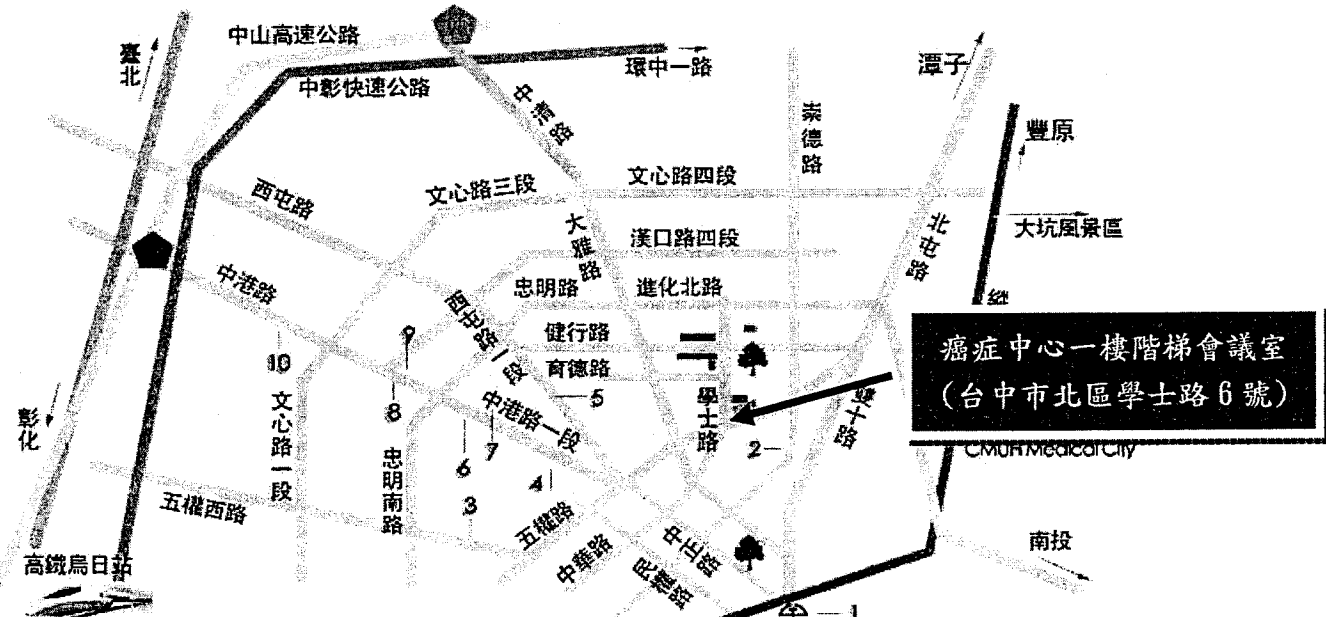 臺北
中山高速公路
中彰快速公路
環中一路
中清路
崇德路
潭子
豐原
西屯路
文心路三段
文心路四段
大雅路
漢口路四段
北屯路
大坑風景區
中港路
忠明路
進化北路
縱
西屯路一段
健行路
育德路
9
10
8
文心路一段
忠明南路
中港路一段
5
學士路
雙十路
癌症中心一樓階梯會議室
(台中市北區學士路6號)
CMUH Medical City
彰化
7
6
2
4
3
五權西路
五權路
中華路
中正路
民權路
南投
高鐵烏日站
1